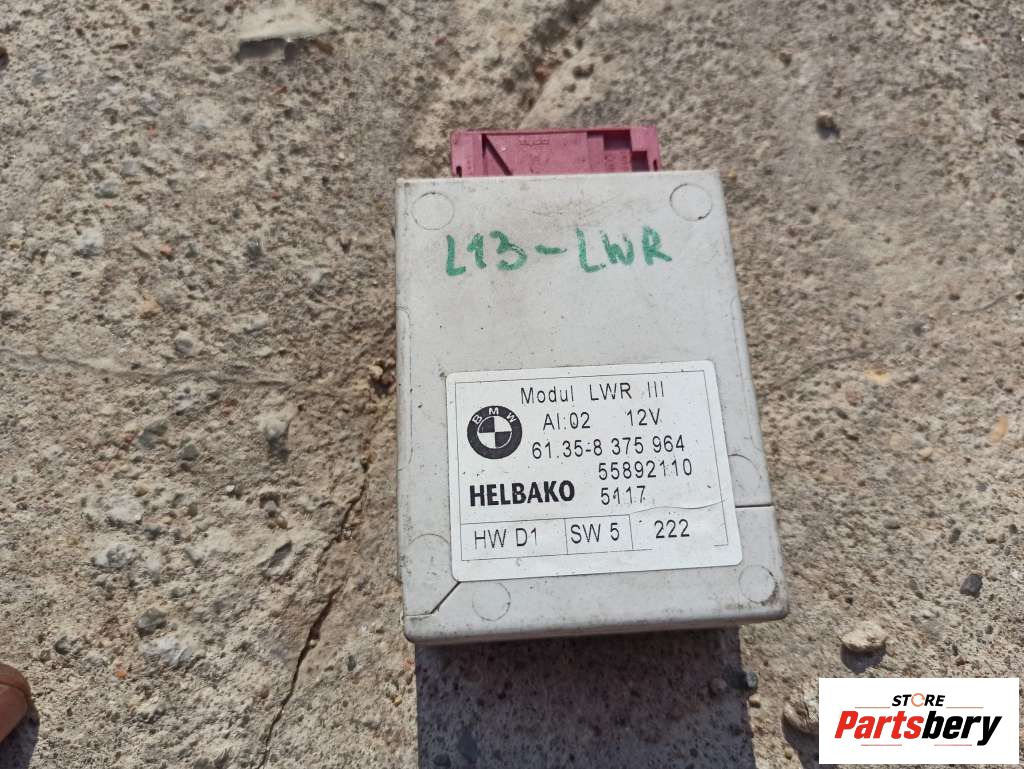 L13-LWR
Modul LWR III
BMW
AI:02 12V
61.35-8 375 964
55892110
HELBAKO 5117
HW D1 SW 5 222
STORE
Partsbery